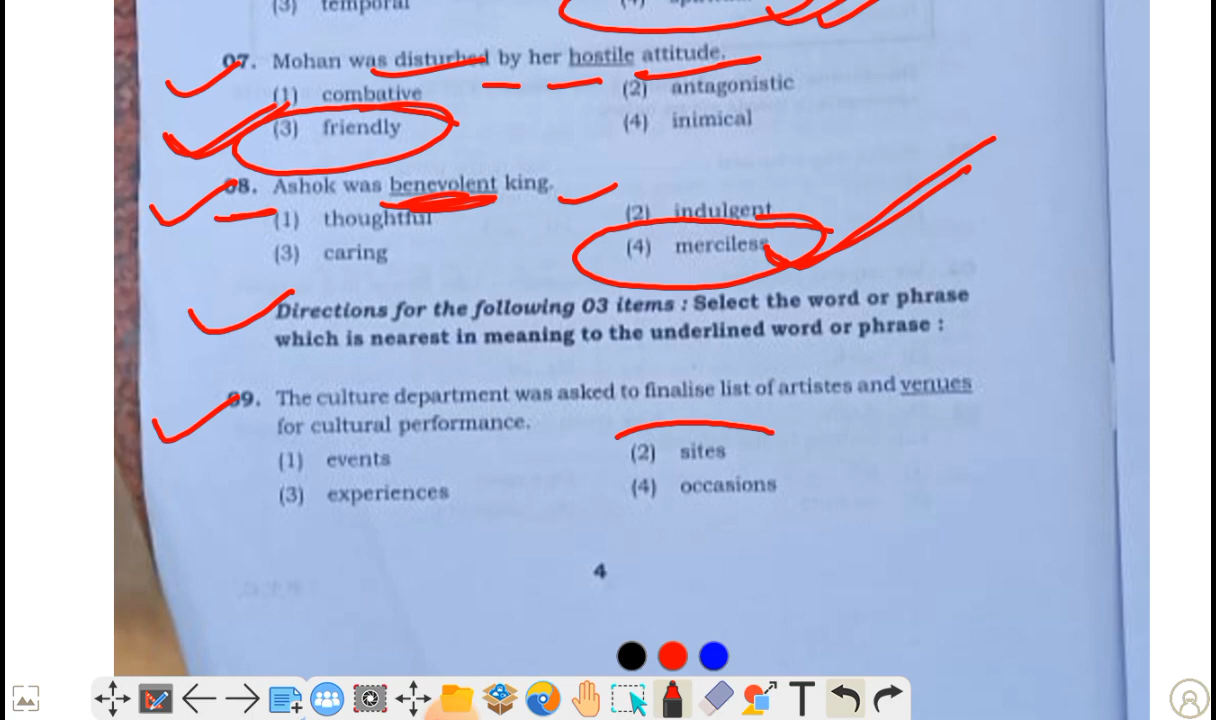 (3) temporal
07. Mohan was disturbed by her hostile attitude.
(1) combative (2) antagonistic
(3) friendly (4) inimical
08. Ashok was benevolent king.
(1) thoughtful (2) indulgent
(3) caring (4) merciless
Directions for the following 03 items : Select the word or phrase
which is nearest in meaning to the underlined word or phrase :
09. The culture department was asked to finalise list of artistes and venues
for cultural performance.
(1) events (2) sites
(3) experiences (4) occasions
4